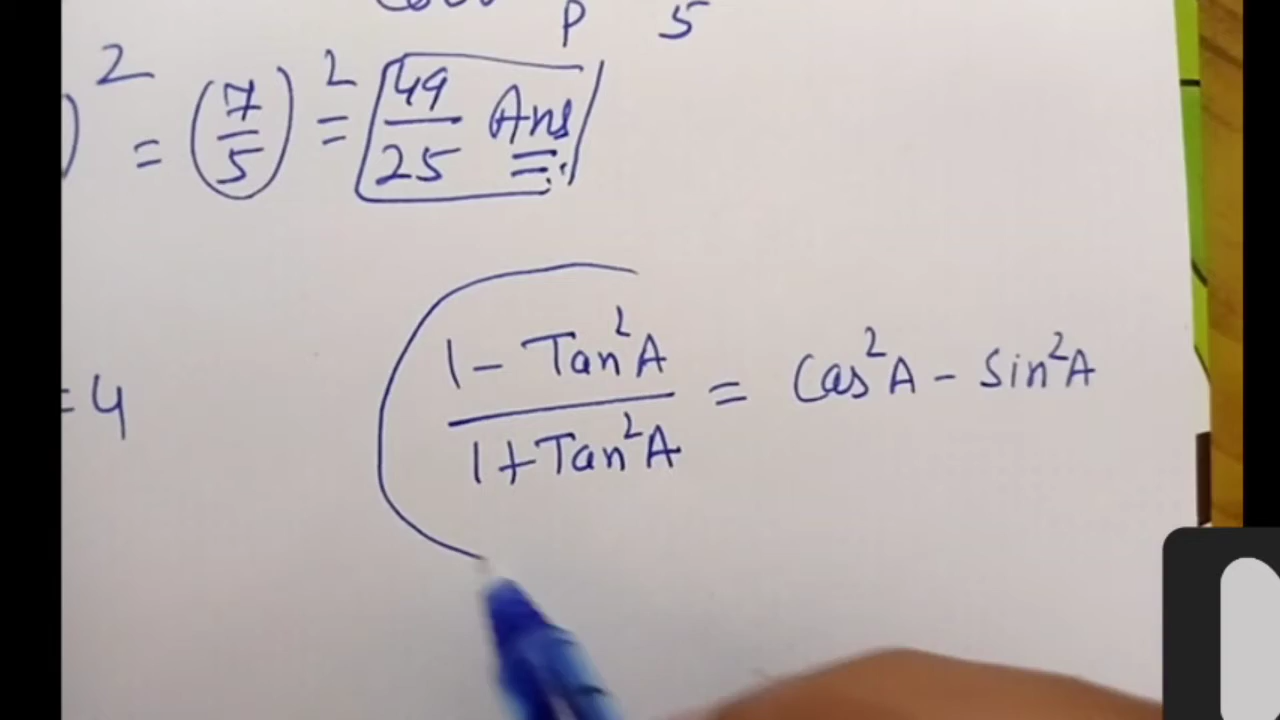 P 5
)² = (7/5)² = 49/25 Ans
= 4
1 - Tan²A / 1 + Tan²A = Cos²A - Sin²A